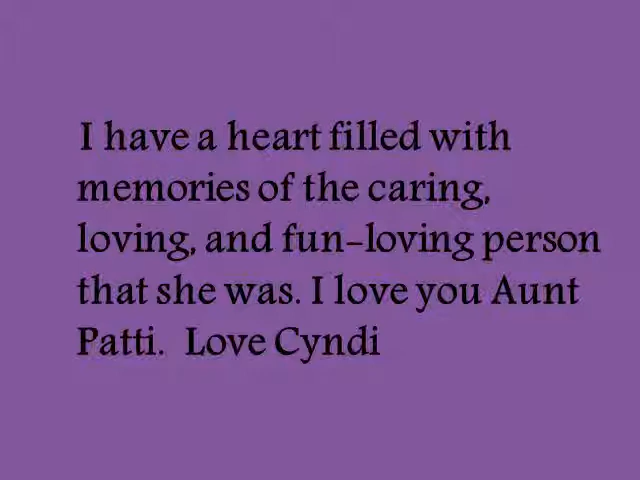 I have a heart filled with
memories of the caring,
loving, and fun-loving person
that she was. I love you Aunt
Patti.  Love Cyndi